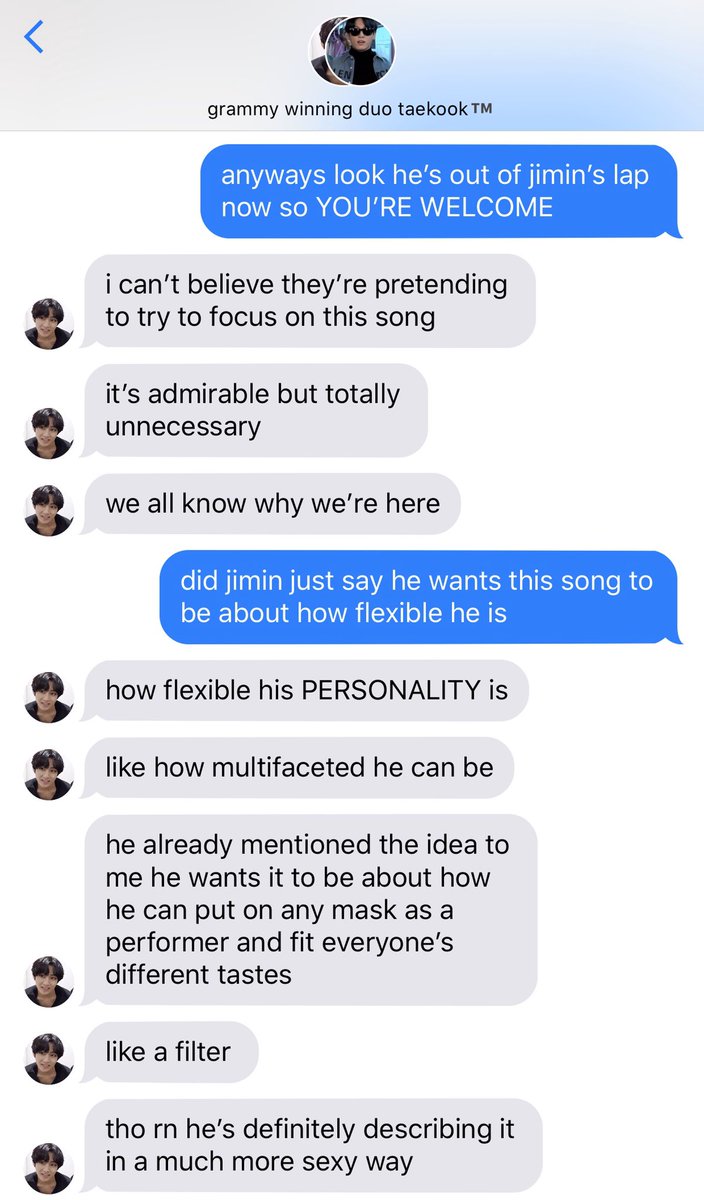 grammy winning duo taekook™
anyways look he’s out of jimin’s lap
now so YOU’RE WELCOME
i can’t believe they’re pretending
to try to focus on this song
it’s admirable but totally
unnecessary
we all know why we’re here
did jimin just say he wants this song to
be about how flexible he is
how flexible his PERSONALITY is
like how multifaceted he can be
he already mentioned the idea to
me he wants it to be about how
he can put on any mask as a
performer and fit everyone’s
different tastes
like a filter
tho rn he’s definitely describing it
in a much more sexy way